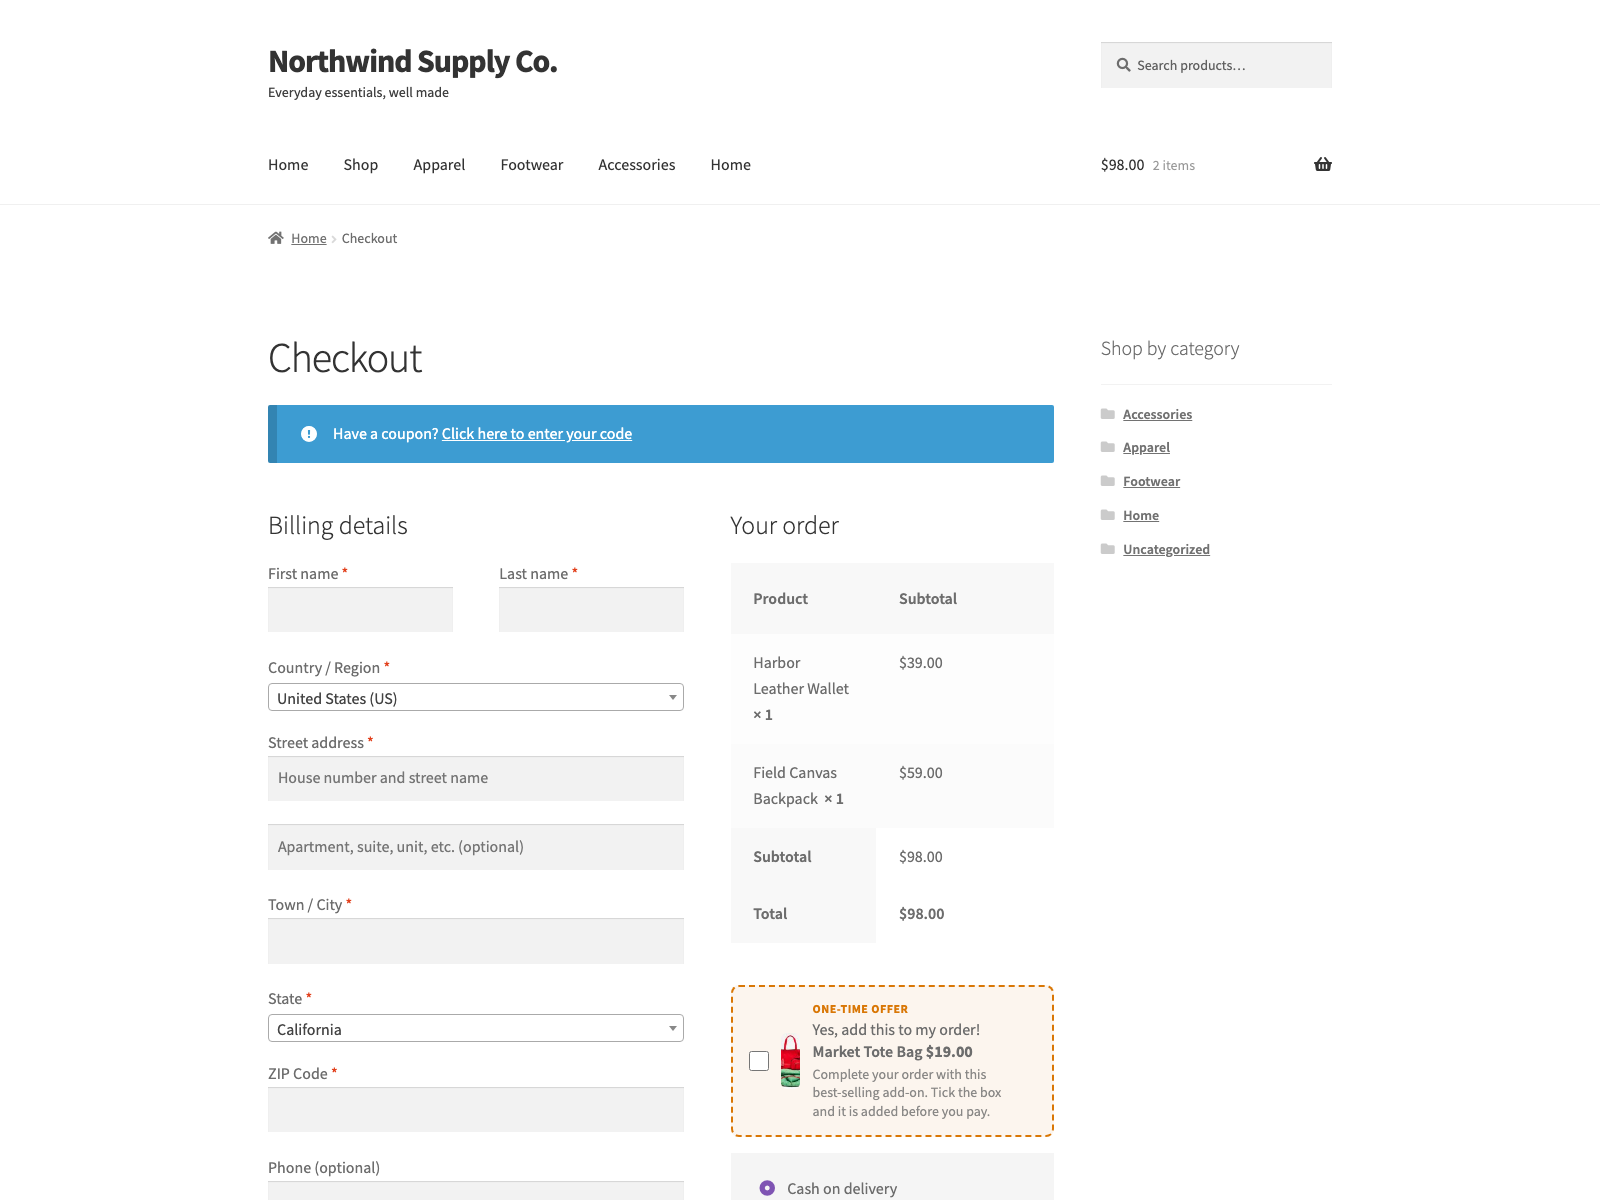 Northwind Supply Co.
Everyday essentials, well made
Search products…
Home
Shop
Apparel
Footwear
Accessories
Home
$98.00 2 items
Home
Checkout
Checkout
Have a coupon? Click here to enter your code
Billing details
First name *
Last name *
Country / Region *
United States (US)
Street address *
House number and street name
Apartment, suite, unit, etc. (optional)
Town / City *
State *
California
ZIP Code *
Phone (optional)
Your order
Product Subtotal
Harbor $39.00
Leather Wallet
× 1
Field Canvas $59.00
Backpack × 1
Subtotal $98.00
Total $98.00
ONE-TIME OFFER
Yes, add this to my order!
Market Tote Bag $19.00
Complete your order with this
best-selling add-on. Tick the box
and it is added before you pay.
Cash on delivery
Shop by category
Accessories
Apparel
Footwear
Home
Uncategorized